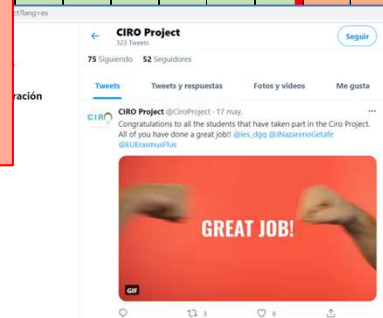 ct?lang=es
CIRO Project
323 Tweets
Seguir
75 Siguiendo 52 Seguidores
Tweets Tweets y respuestas Fotos y vídeos Me gusta
ración
CIRO
CIRO Project @CiroProject · 17 may.
Congratulations to all the students that have taken part in the Ciro Project.
All of you have done a great job!! @ies_dgq @JNazarenoGetafe
@EUErasmusPlus
GREAT JOB!
GIF
3 6